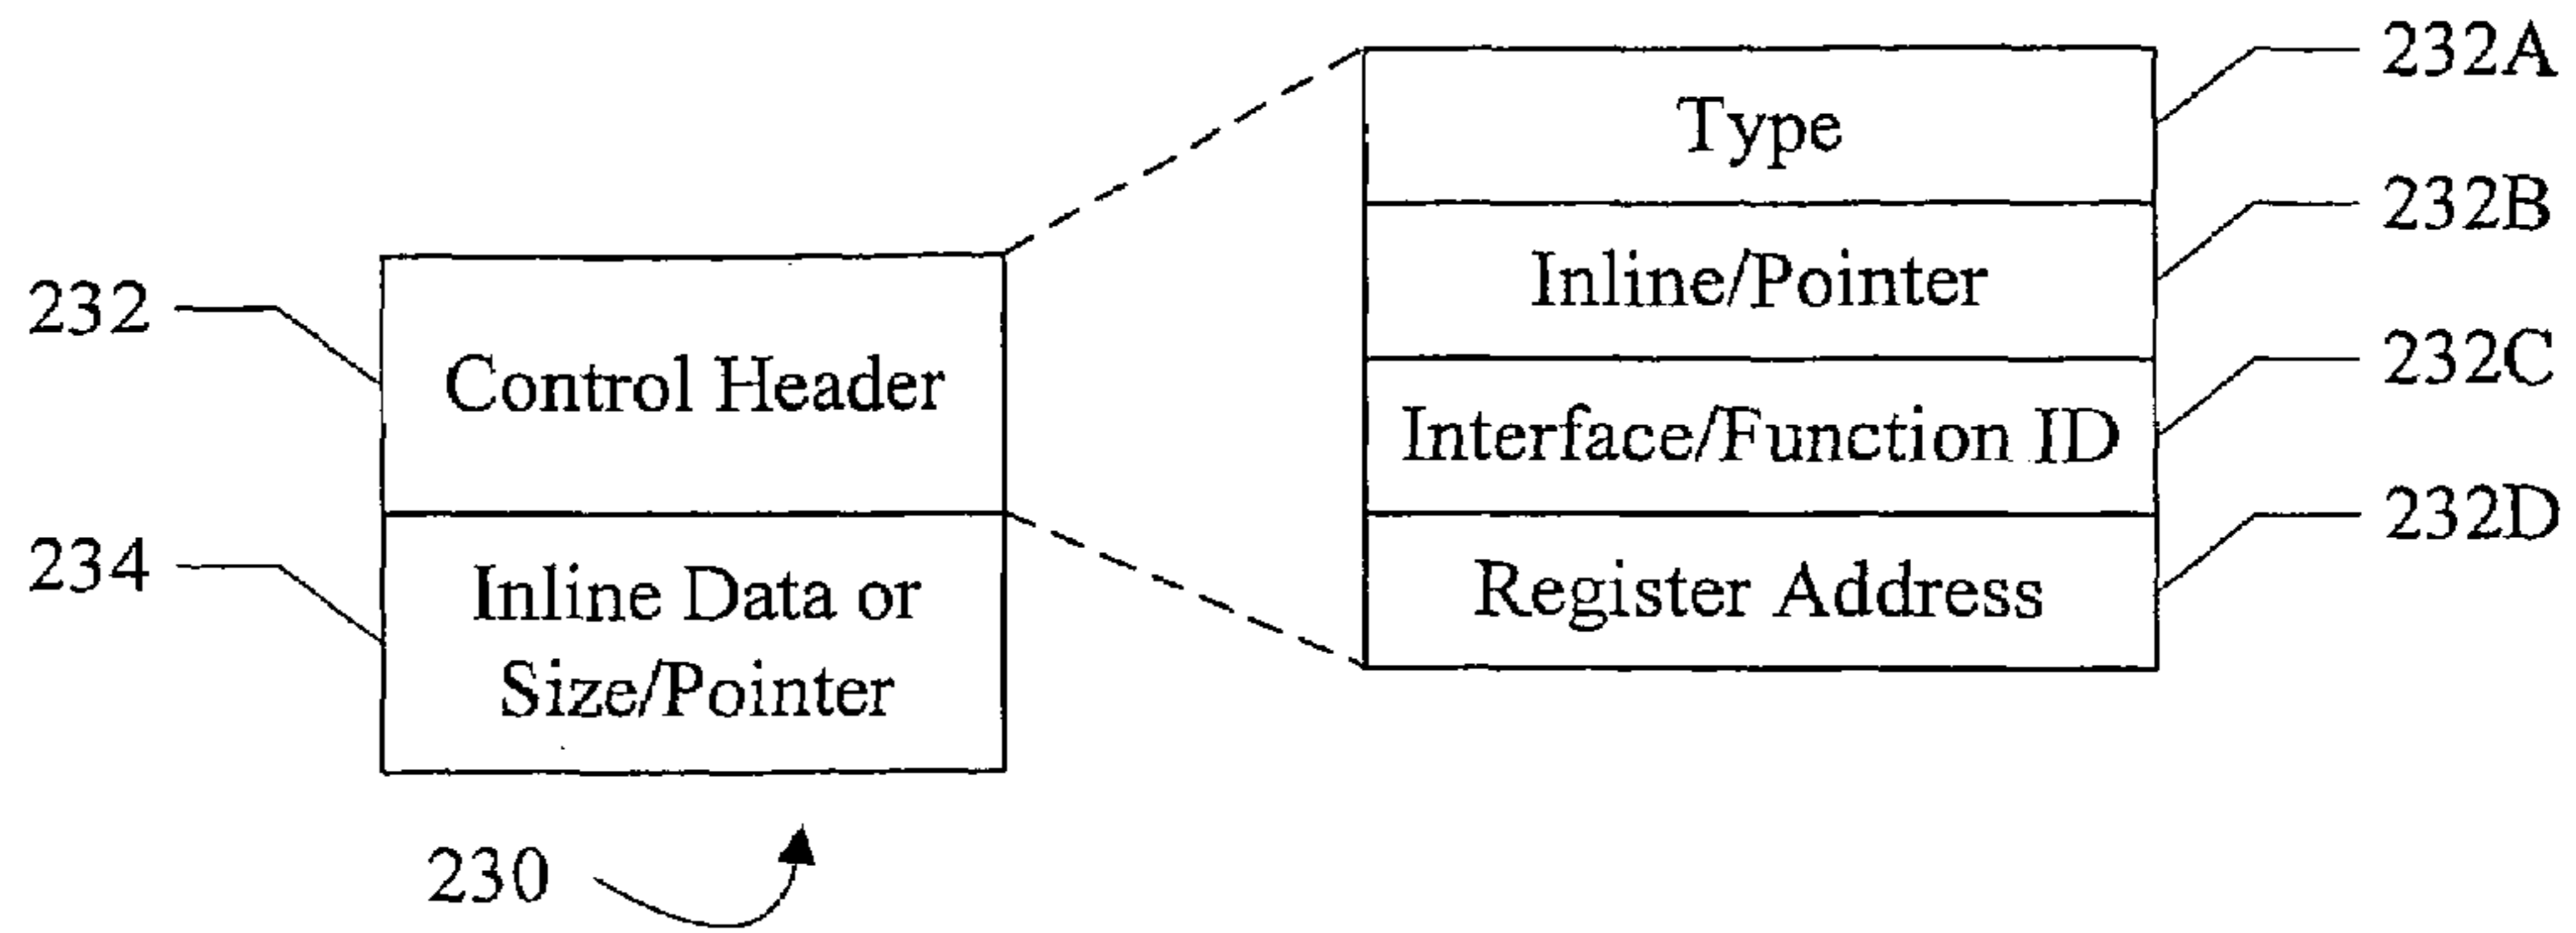 232A
Type
232B
Inline/Pointer
232
232C
Control Header
Interface/Function ID
232D
234
Inline Data or
Register Address
Size/Pointer
230